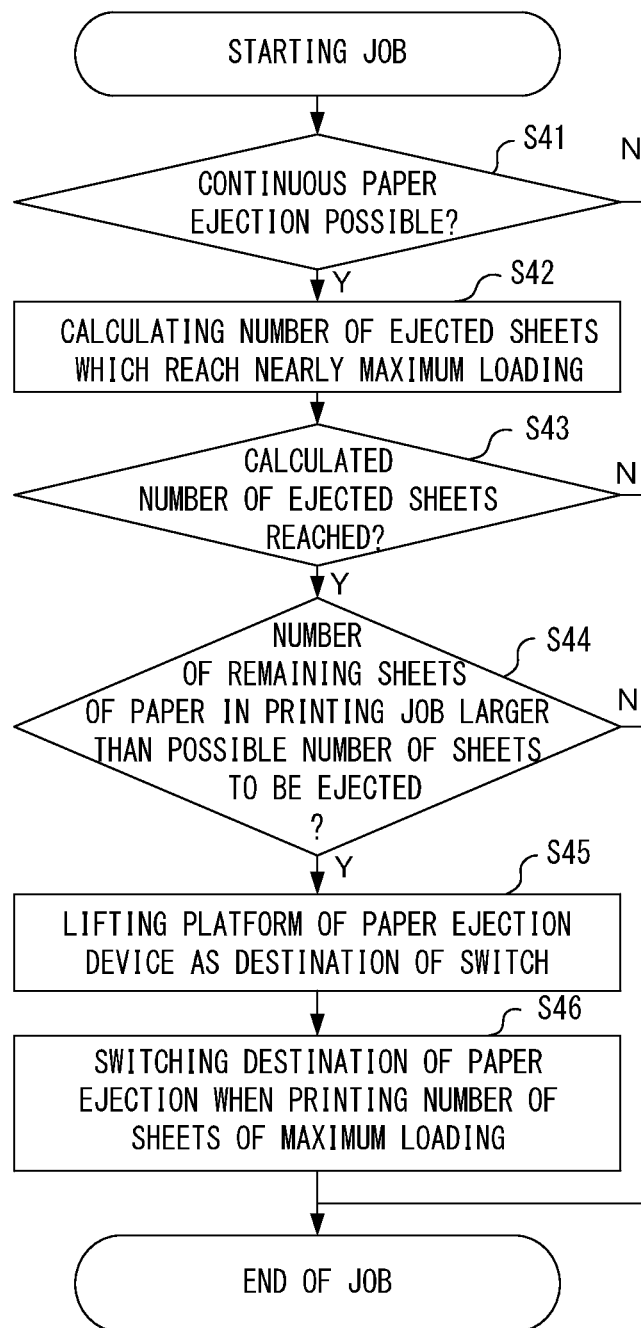 STARTING JOB
S41
N
CONTINUOUS PAPER
EJECTION POSSIBLE?
Y
S42
CALCULATING NUMBER OF EJECTED SHEETS
WHICH REACH NEARLY MAXIMUM LOADING
S43
CALCULATED
N
NUMBER OF EJECTED SHEETS
REACHED?
Y
NUMBER
S44
OF REMAINING SHEETS
OF PAPER IN PRINTING JOB LARGER
N
THAN POSSIBLE NUMBER OF SHEETS
TO BE EJECTED
?
Y
S45
LIFTING PLATFORM OF PAPER EJECTION
DEVICE AS DESTINATION OF SWITCH
S46
SWITCHING DESTINATION OF PAPER
EJECTION WHEN PRINTING NUMBER OF
SHEETS OF MAXIMUM LOADING
END OF JOB